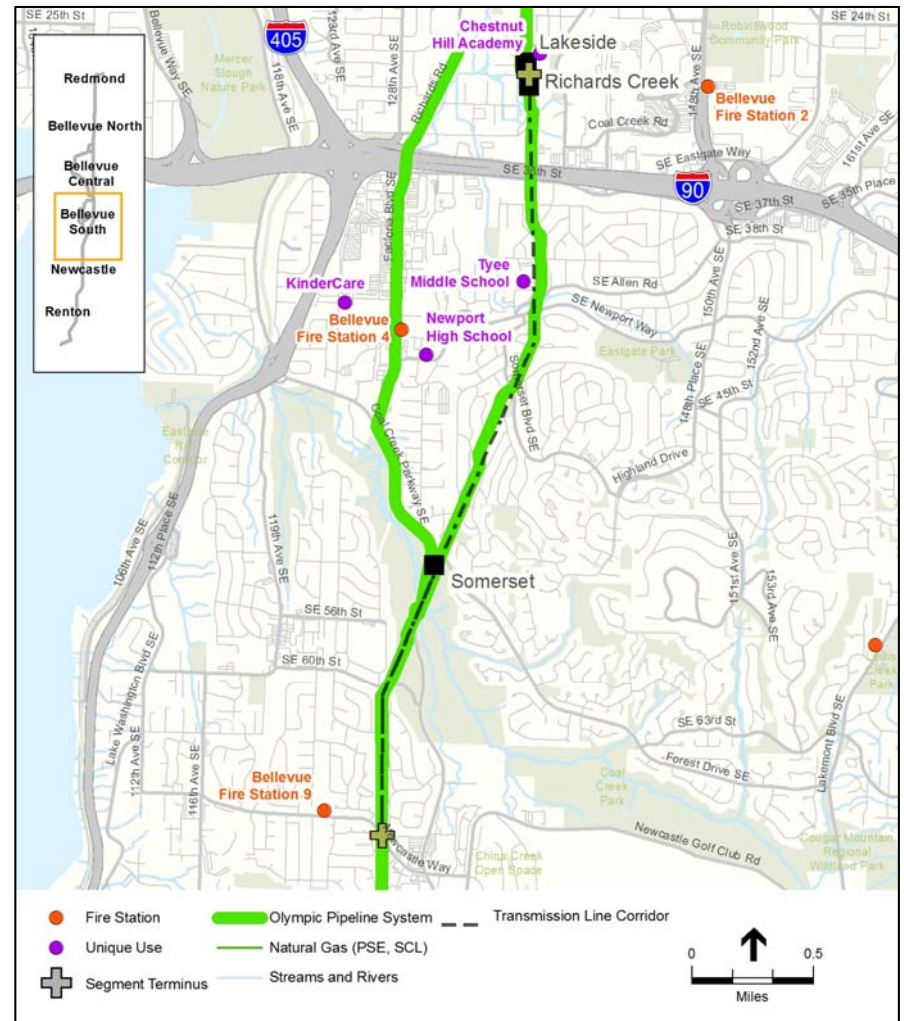 SE 25th St
Bellevue Way SE
123rd Ave SE
405
118th Ave SE
128th Ave SE
Richards Rd
Chestnut
Hill Academy
Lakeside
Richards Creek
SE 24th St
Robinswood
Community Park
148th Ave SE
Bellevue
Fire Station 2
Mercer
Slough
Nature Park
Coal Creek Rd
161st Ave SE
SE Eastgate Way
SE 35th Place
SE 36th St
90
SE 37th St
SE 38th St
Redmond
Bellevue North
Bellevue
Central
Bellevue
South
Newcastle
Renton
Factoria Blvd SE
KinderCare
Tyee
Middle School
SE Allen Rd
Bellevue
Fire Station 4
Newport
High School
SE Newport Way
Eastgate Park
150th Ave SE
148th Place SE
152nd Ave SE
SE 45th St
Somerset Blvd SE
Highland Drive
Coal Creek Parkway SE
119th Ave SE
112th Place SE
106th Ave SE
Somerset
151st Ave SE
153rd Ave SE
SE 56th St
SE 60th St
Lake Washington Blvd SE
112th Ave SE
116th Ave SE
Bellevue
Fire Station 9
SE 63rd St
Forest Drive SE
Lakemont Blvd SE
Creek
Park
Coal
Creek
Park
Newcastle Golf Club Rd
Cougar Mountain
Regional
Wildland Park
China Creek
Open Space
Fire Station
Olympic Pipeline System
Transmission Line Corridor
Unique Use
Natural Gas (PSE, SCL)
Segment Terminus
Streams and Rivers
0 0.5
Miles